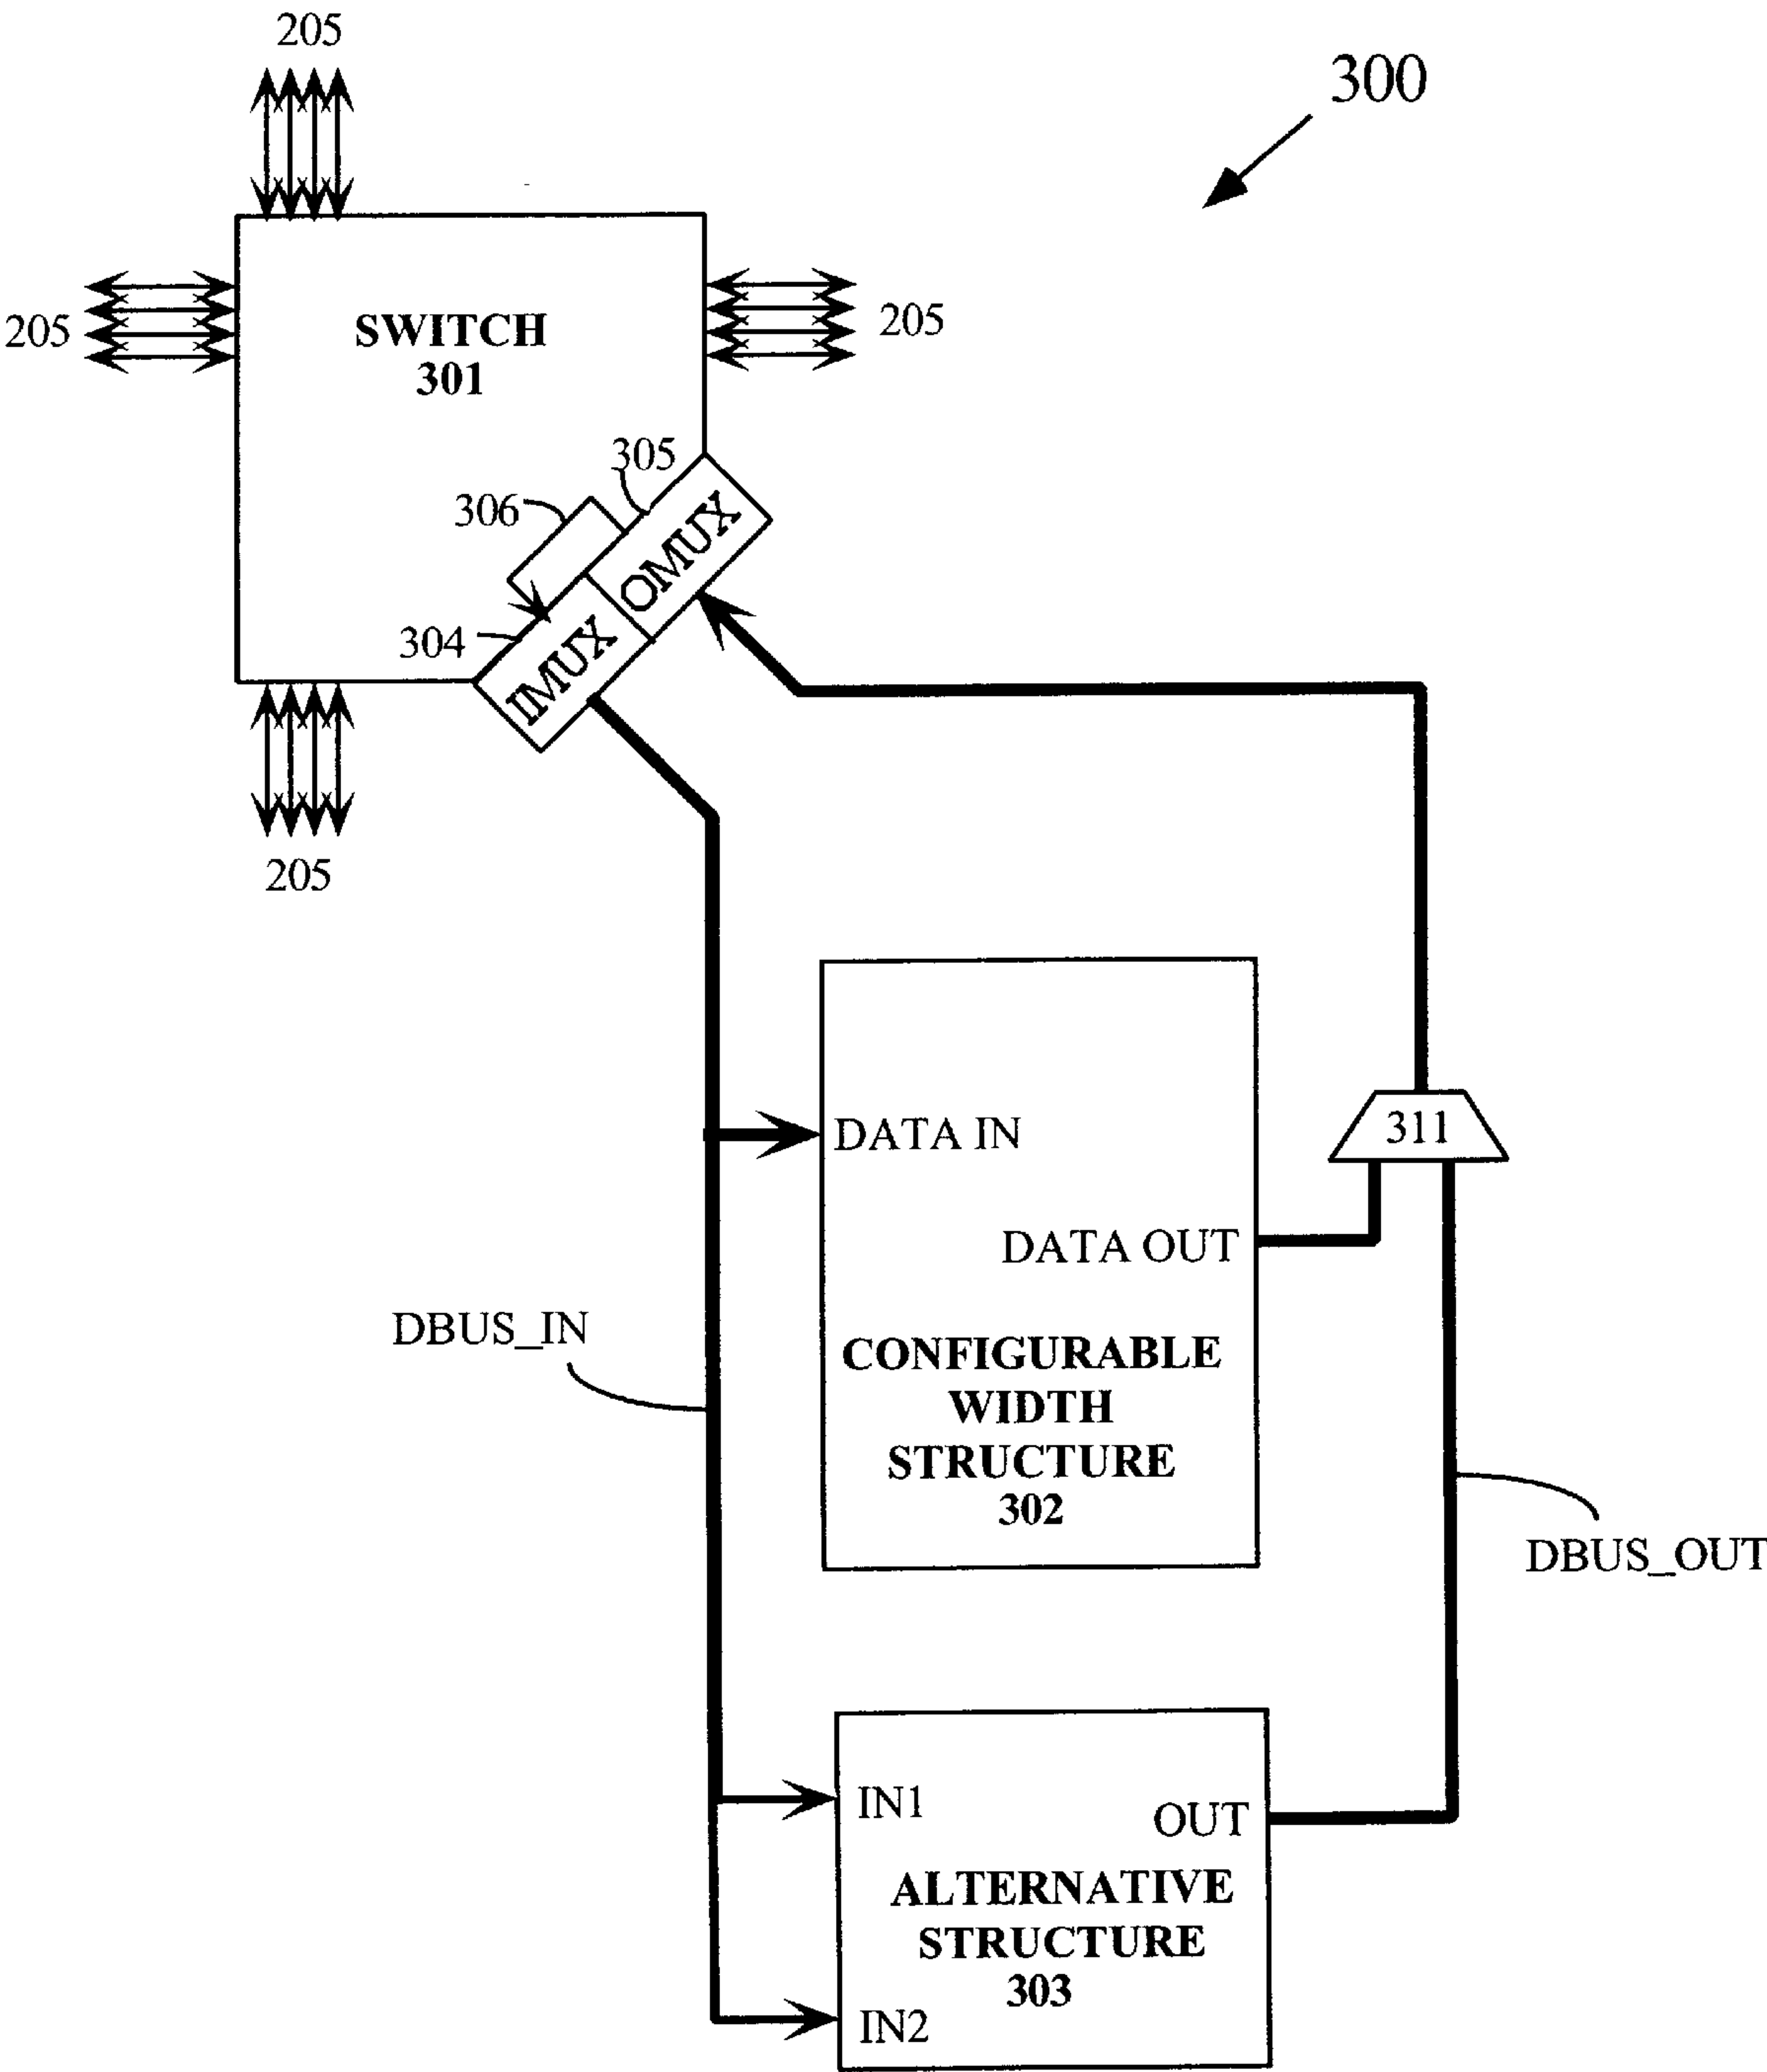 205
300
205
SWITCH
301
205
305
306
OMUX
304
IMUX
205
DATA IN
311
DATA OUT
DBUS_IN
CONFIGURABLE
WIDTH
STRUCTURE
302
DBUS_OUT
IN1
OUT
ALTERNATIVE
STRUCTURE
303
IN2